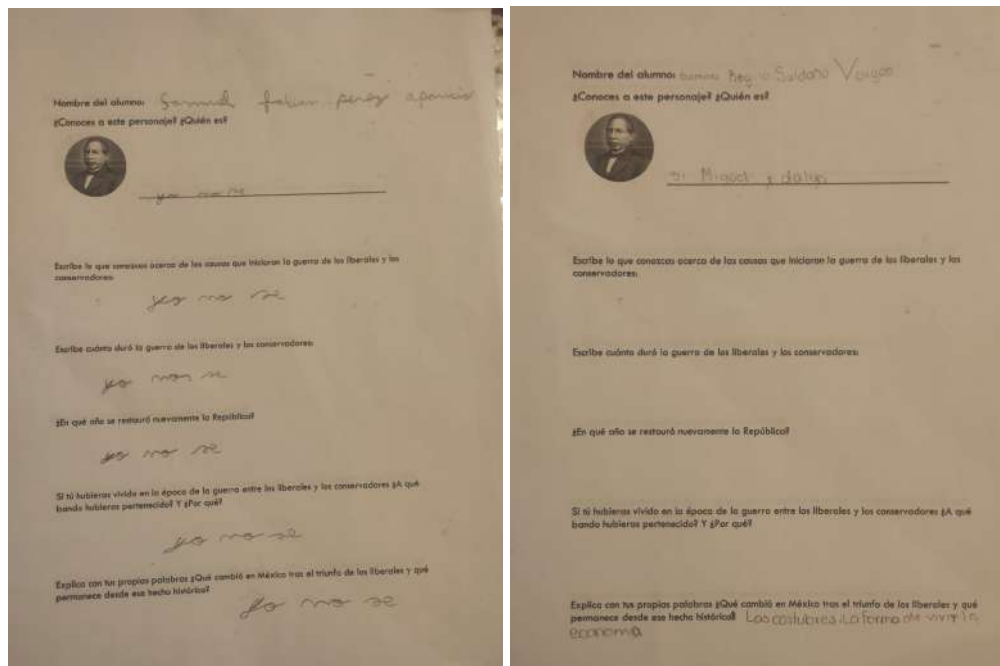 Nombre del alumno: Samuel fabian perez aparicio
¿Conoces a este personaje? ¿Quién es?
yo no se
Escribe lo que conozcas acerca de las causas que iniciaron la guerra de los liberales y los
conservadores:
yo no se
Escribe cuánto duró la guerra de los liberales y los conservadores:
yo non se
¿En qué año se restauró nuevamente la República?
yo no se
Si tú hubieras vivido en la época de la guerra entre los liberales y los conservadores ¿A qué
bando hubieras pertenecido? Y ¿Por qué?
yo no se
Explica con tus propias palabras ¿Qué cambió en México tras el triunfo de los liberales y qué
permanece desde ese hecho histórico?
yo no se
Nombre del alumno: Saldaña Vargas
¿Conoces a este personaje? ¿Quién es?
si Miguel
Escribe lo que conozcas acerca de las causas que iniciaron la guerra de los liberales y los
conservadores:
Escribe cuánto duró la guerra de los liberales y los conservadores:
¿En qué año se restauró nuevamente la República?
Si tú hubieras vivido en la época de la guerra entre los liberales y los conservadores ¿A qué
bando hubieras pertenecido? Y ¿Por qué?
Explica con tus propias palabras ¿Qué cambió en México tras el triunfo de los liberales y qué
permanece desde ese hecho histórico? Las costubres, la forma de vivir la
economia